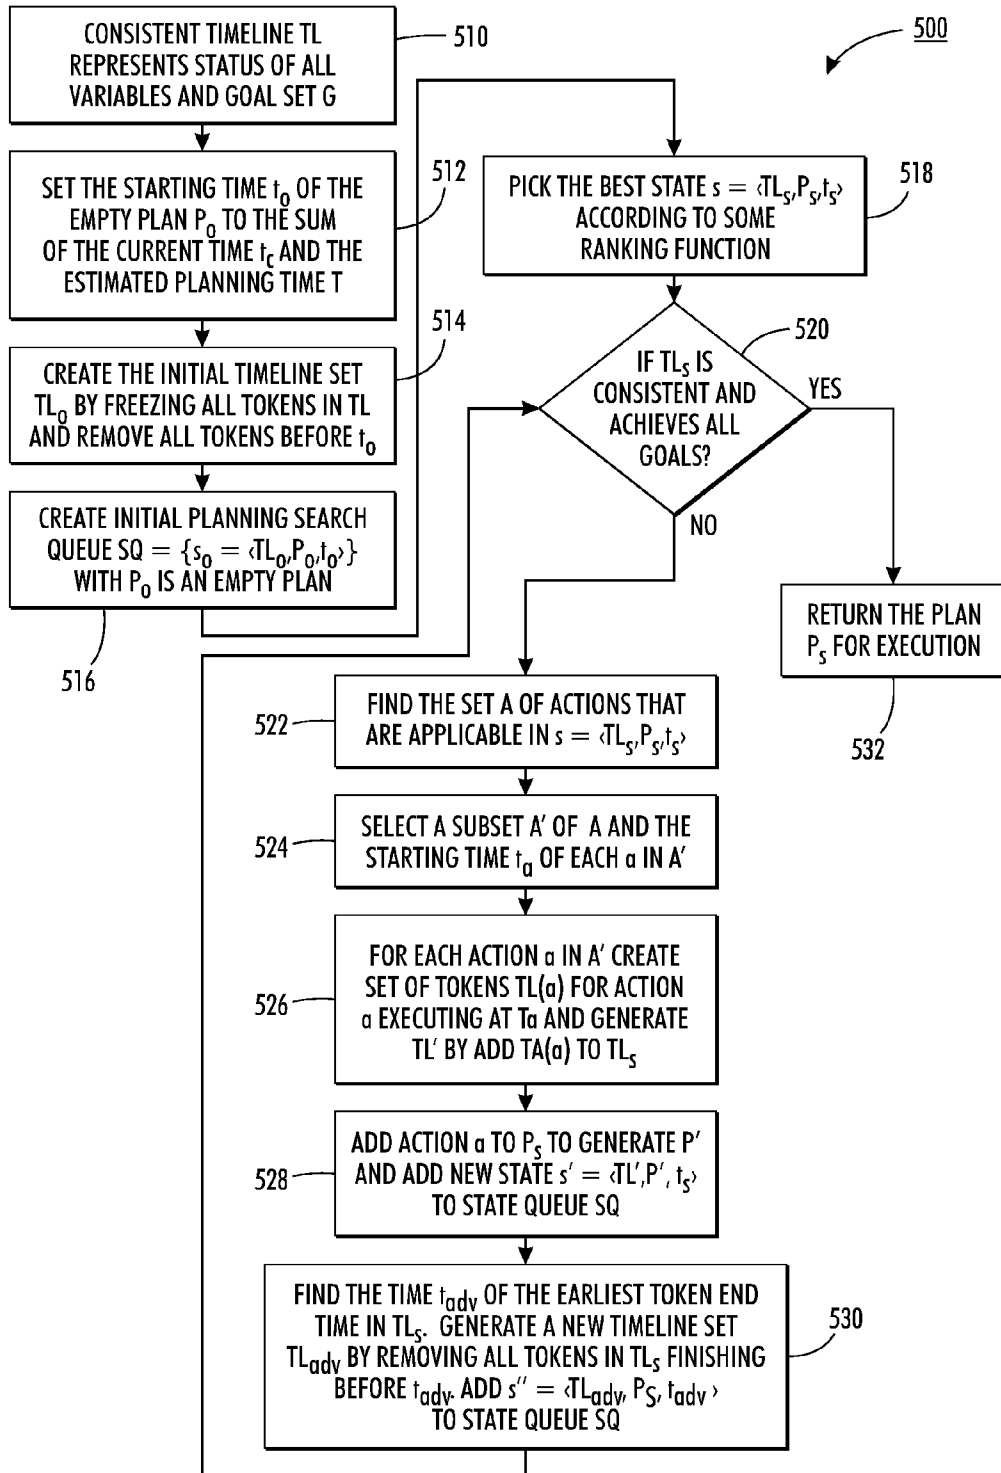 CONSISTENT TIMELINE TL
REPRESENTS STATUS OF ALL
VARIABLES AND GOAL SET G
510
500
SET THE STARTING TIME t₀ OF THE
EMPTY PLAN P₀ TO THE SUM
OF THE CURRENT TIME t_c AND THE
ESTIMATED PLANNING TIME T
512
CREATE THE INITIAL TIMELINE SET
TL₀ BY FREEZING ALL TOKENS IN TL
AND REMOVE ALL TOKENS BEFORE t₀
514
CREATE INITIAL PLANNING SEARCH
QUEUE SQ = {s₀ = ‹TL₀,P₀,t₀›}
WITH P₀ IS AN EMPTY PLAN
516
PICK THE BEST STATE s = ‹TLₛ,Pₛ,tₛ›
ACCORDING TO SOME
RANKING FUNCTION
518
IF TLₛ IS
CONSISTENT AND
ACHIEVES ALL
GOALS?
520
YES
NO
RETURN THE PLAN
Pₛ FOR EXECUTION
532
FIND THE SET A OF ACTIONS THAT
ARE APPLICABLE IN s = ‹TLₛ,Pₛ,tₛ›
522
SELECT A SUBSET A' OF A AND THE
STARTING TIME tₐ OF EACH a IN A'
524
FOR EACH ACTION a IN A' CREATE
SET OF TOKENS TL(a) FOR ACTION
a EXECUTING AT Ta AND GENERATE
TL' BY ADD TA(a) TO TLₛ
526
ADD ACTION a TO Pₛ TO GENERATE P'
AND ADD NEW STATE s' = ‹TL',P', tₛ›
TO STATE QUEUE SQ
528
FIND THE TIME t_adv OF THE EARLIEST TOKEN END
TIME IN TLₛ. GENERATE A NEW TIMELINE SET
TL_adv BY REMOVING ALL TOKENS IN TLₛ FINISHING
BEFORE t_adv. ADD s'' = ‹TL_adv, P_S, t_adv›
TO STATE QUEUE SQ
530